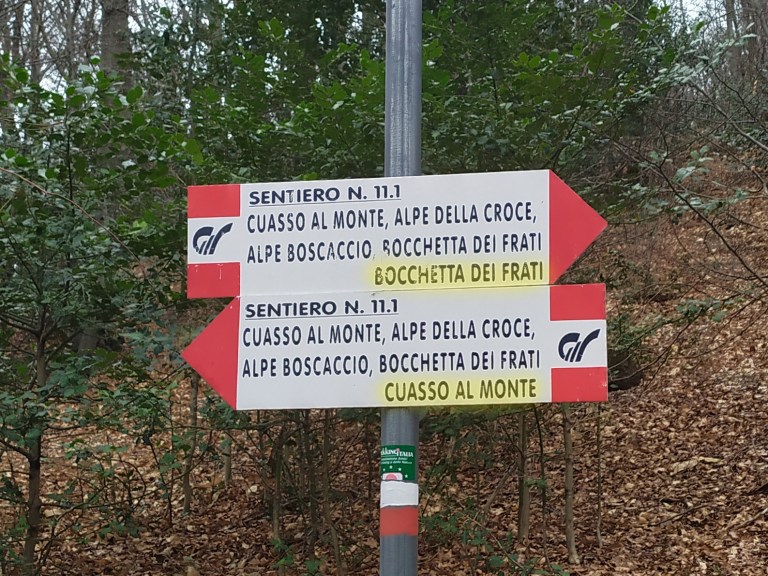 SENTIERO N. 11.1
CUASSO AL MONTE, ALPE DELLA CROCE,
ALPE BOSCACCIO, BOCCHETTA DEI FRATI
BOCCHETTA DEI FRATI
SENTIERO N. 11.1
CUASSO AL MONTE, ALPE DELLA CROCE,
ALPE BOSCACCIO, BOCCHETTA DEI FRATI
CUASSO AL MONTE
ITALIA